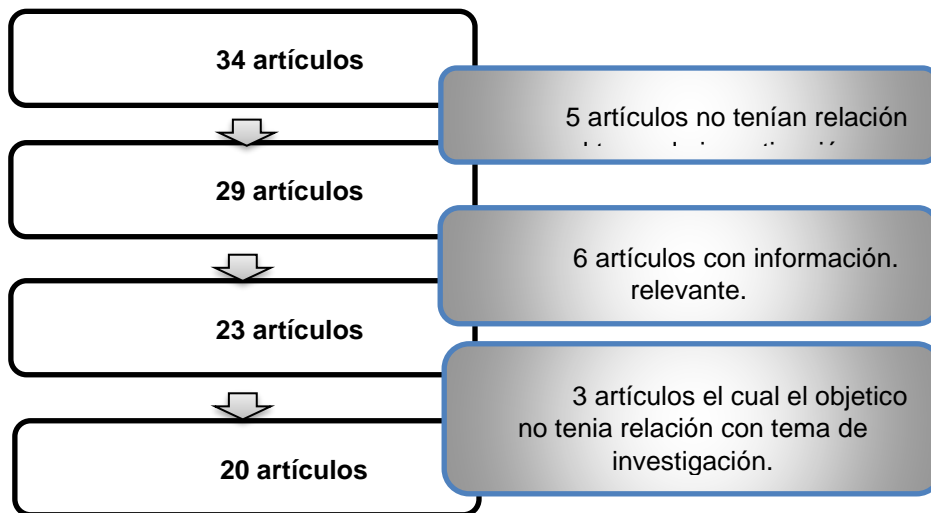 34 artículos
5 artículos no tenían relación
29 artículos
6 artículos con información.
relevante.
23 artículos
3 artículos el cual el objetico
no tenia relación con tema de
investigación.
20 artículos